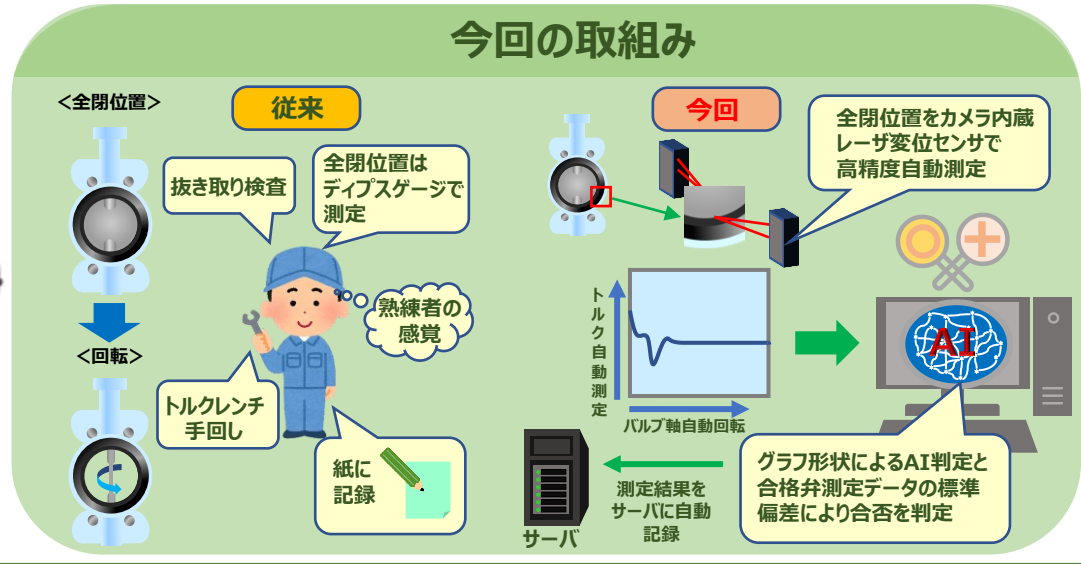 今回の取組み
<全閉位置>
従来
抜き取り検査
全閉位置は
ディプスゲージで
測定
熟練者の
感覚
<回転>
トルクレンチ
手回し
紙に
記録
今回
全閉位置をカメラ内蔵
レーザ変位センサで
高精度自動測定
トルク自動測定
バルブ軸自動回転
AI
グラフ形状によるAI判定と
合格弁測定データの標準
偏差により合否を判定
測定結果を
サーバに自動
記録
サーバ